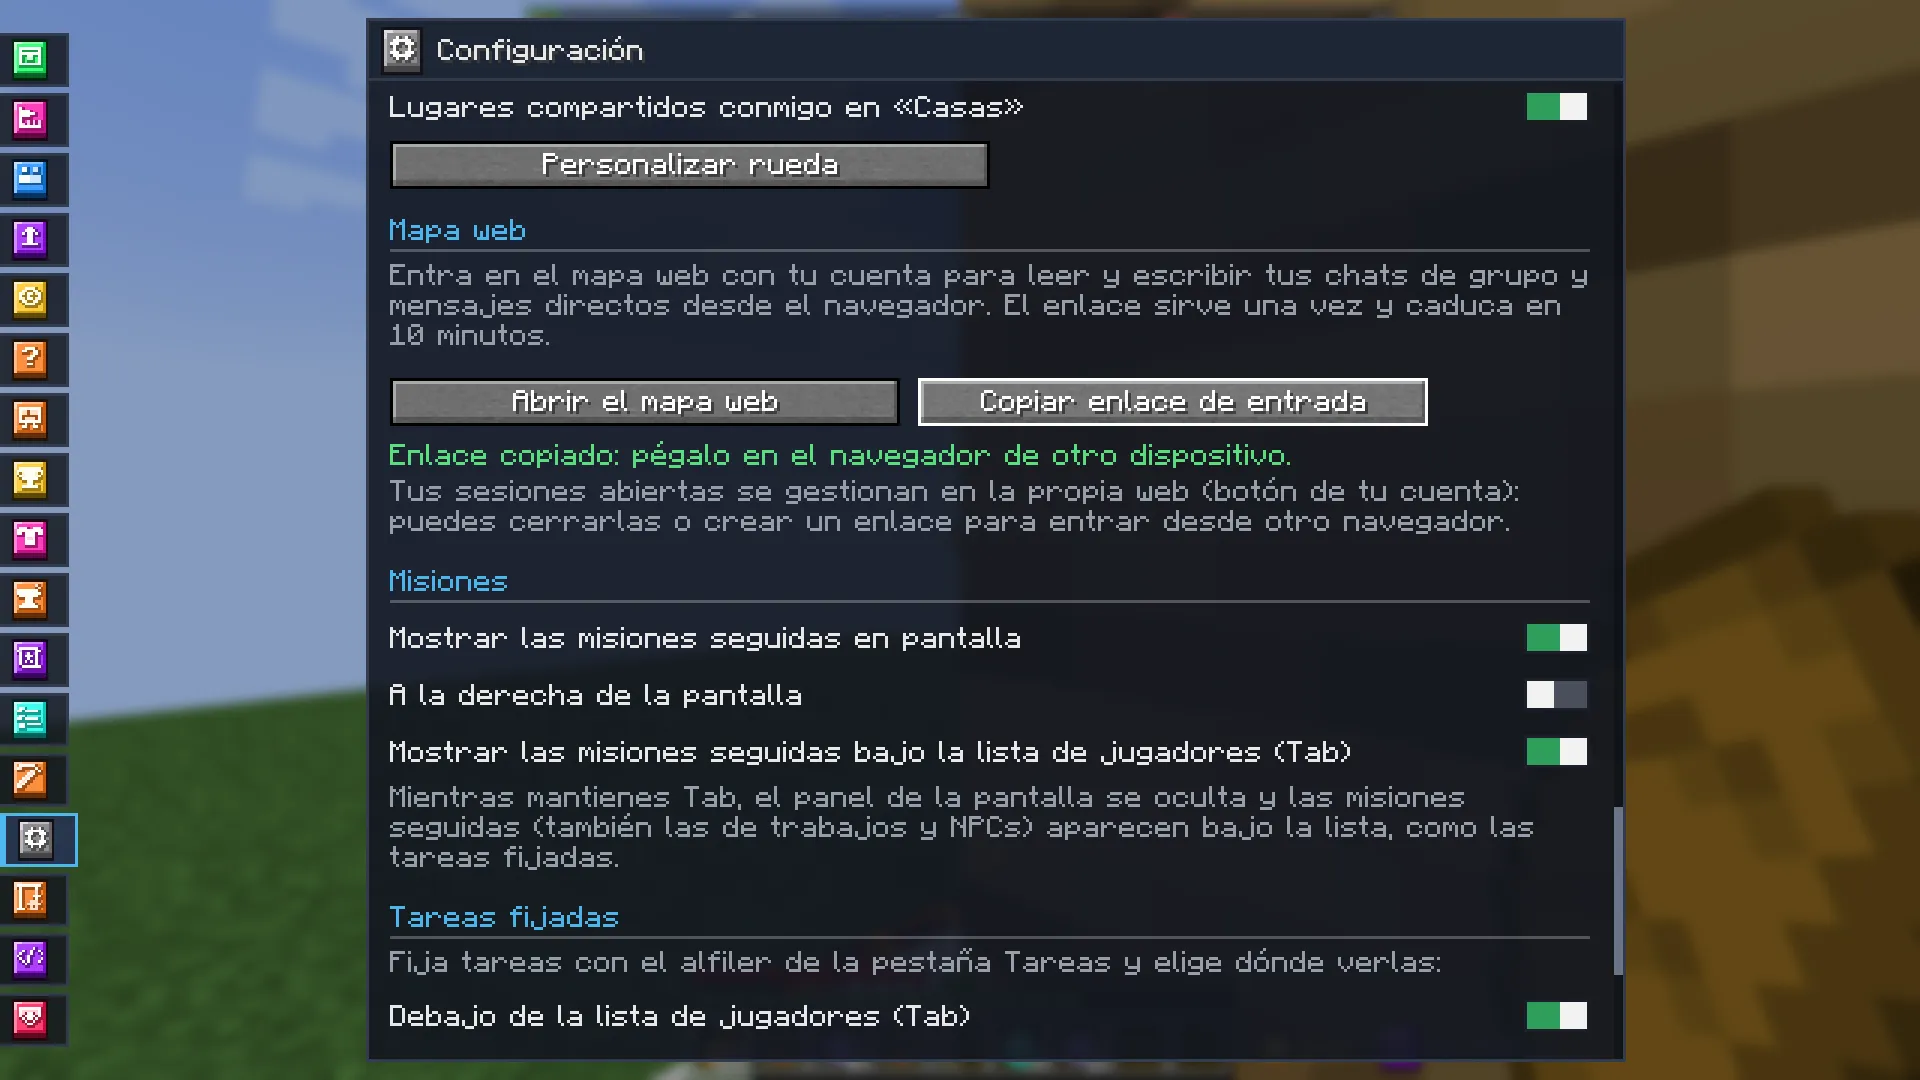 Configuración
Lugares compartidos conmigo en «Casas»
Personalizar rueda
Mapa web
Entra en el mapa web con tu cuenta para leer y escribir tus chats de grupo y
mensajes directos desde el navegador. El enlace sirve una vez y caduca en
10 minutos.
Abrir el mapa web
Copiar enlace de entrada
Enlace copiado: pégalo en el navegador de otro dispositivo.
Tus sesiones abiertas se gestionan en la propia web (botón de tu cuenta):
puedes cerrarlas o crear un enlace para entrar desde otro navegador.
Misiones
Mostrar las misiones seguidas en pantalla
A la derecha de la pantalla
Mostrar las misiones seguidas bajo la lista de jugadores (Tab)
Mientras mantienes Tab, el panel de la pantalla se oculta y las misiones
seguidas (también las de trabajos y NPCs) aparecen bajo la lista, como las
tareas fijadas.
Tareas fijadas
Fija tareas con el alfiler de la pestaña Tareas y elige dónde verlas:
Debajo de la lista de jugadores (Tab)